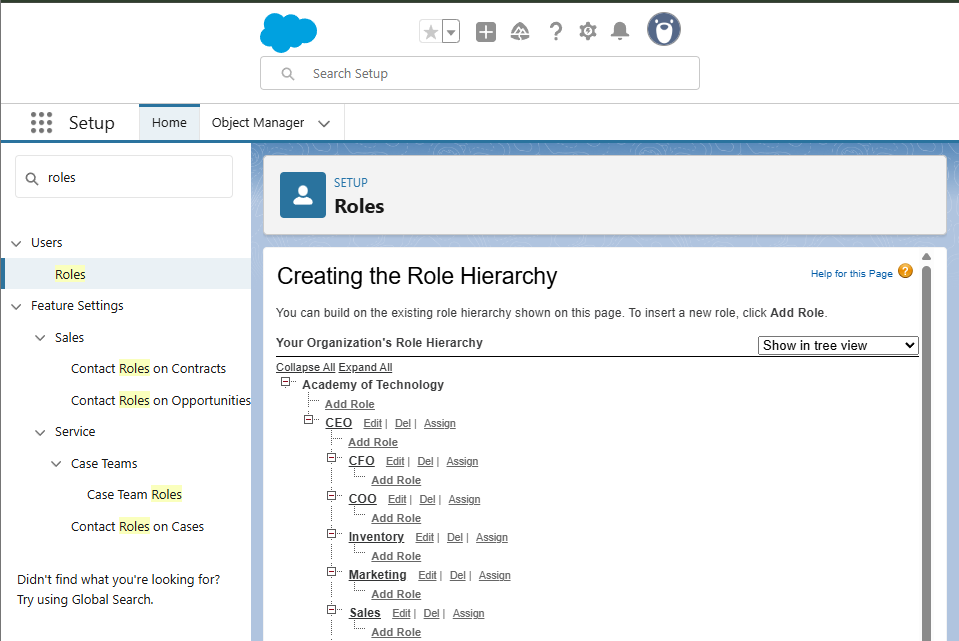 Search Setup
Setup
Home
Object Manager
roles
Users
Roles
Feature Settings
Sales
Contact Roles on Contracts
Contact Roles on Opportunities
Service
Case Teams
Case Team Roles
Contact Roles on Cases
Didn't find what you're looking for?
Try using Global Search.
SETUP
Roles
Creating the Role Hierarchy
Help for this Page ?
You can build on the existing role hierarchy shown on this page. To insert a new role, click Add Role.
Your Organization's Role Hierarchy
Show in tree view
Collapse All Expand All
Academy of Technology
Add Role
CEO Edit | Del | Assign
Add Role
CFO Edit | Del | Assign
Add Role
COO Edit | Del | Assign
Add Role
Inventory Edit | Del | Assign
Add Role
Marketing Edit | Del | Assign
Add Role
Sales Edit | Del | Assign
Add Role